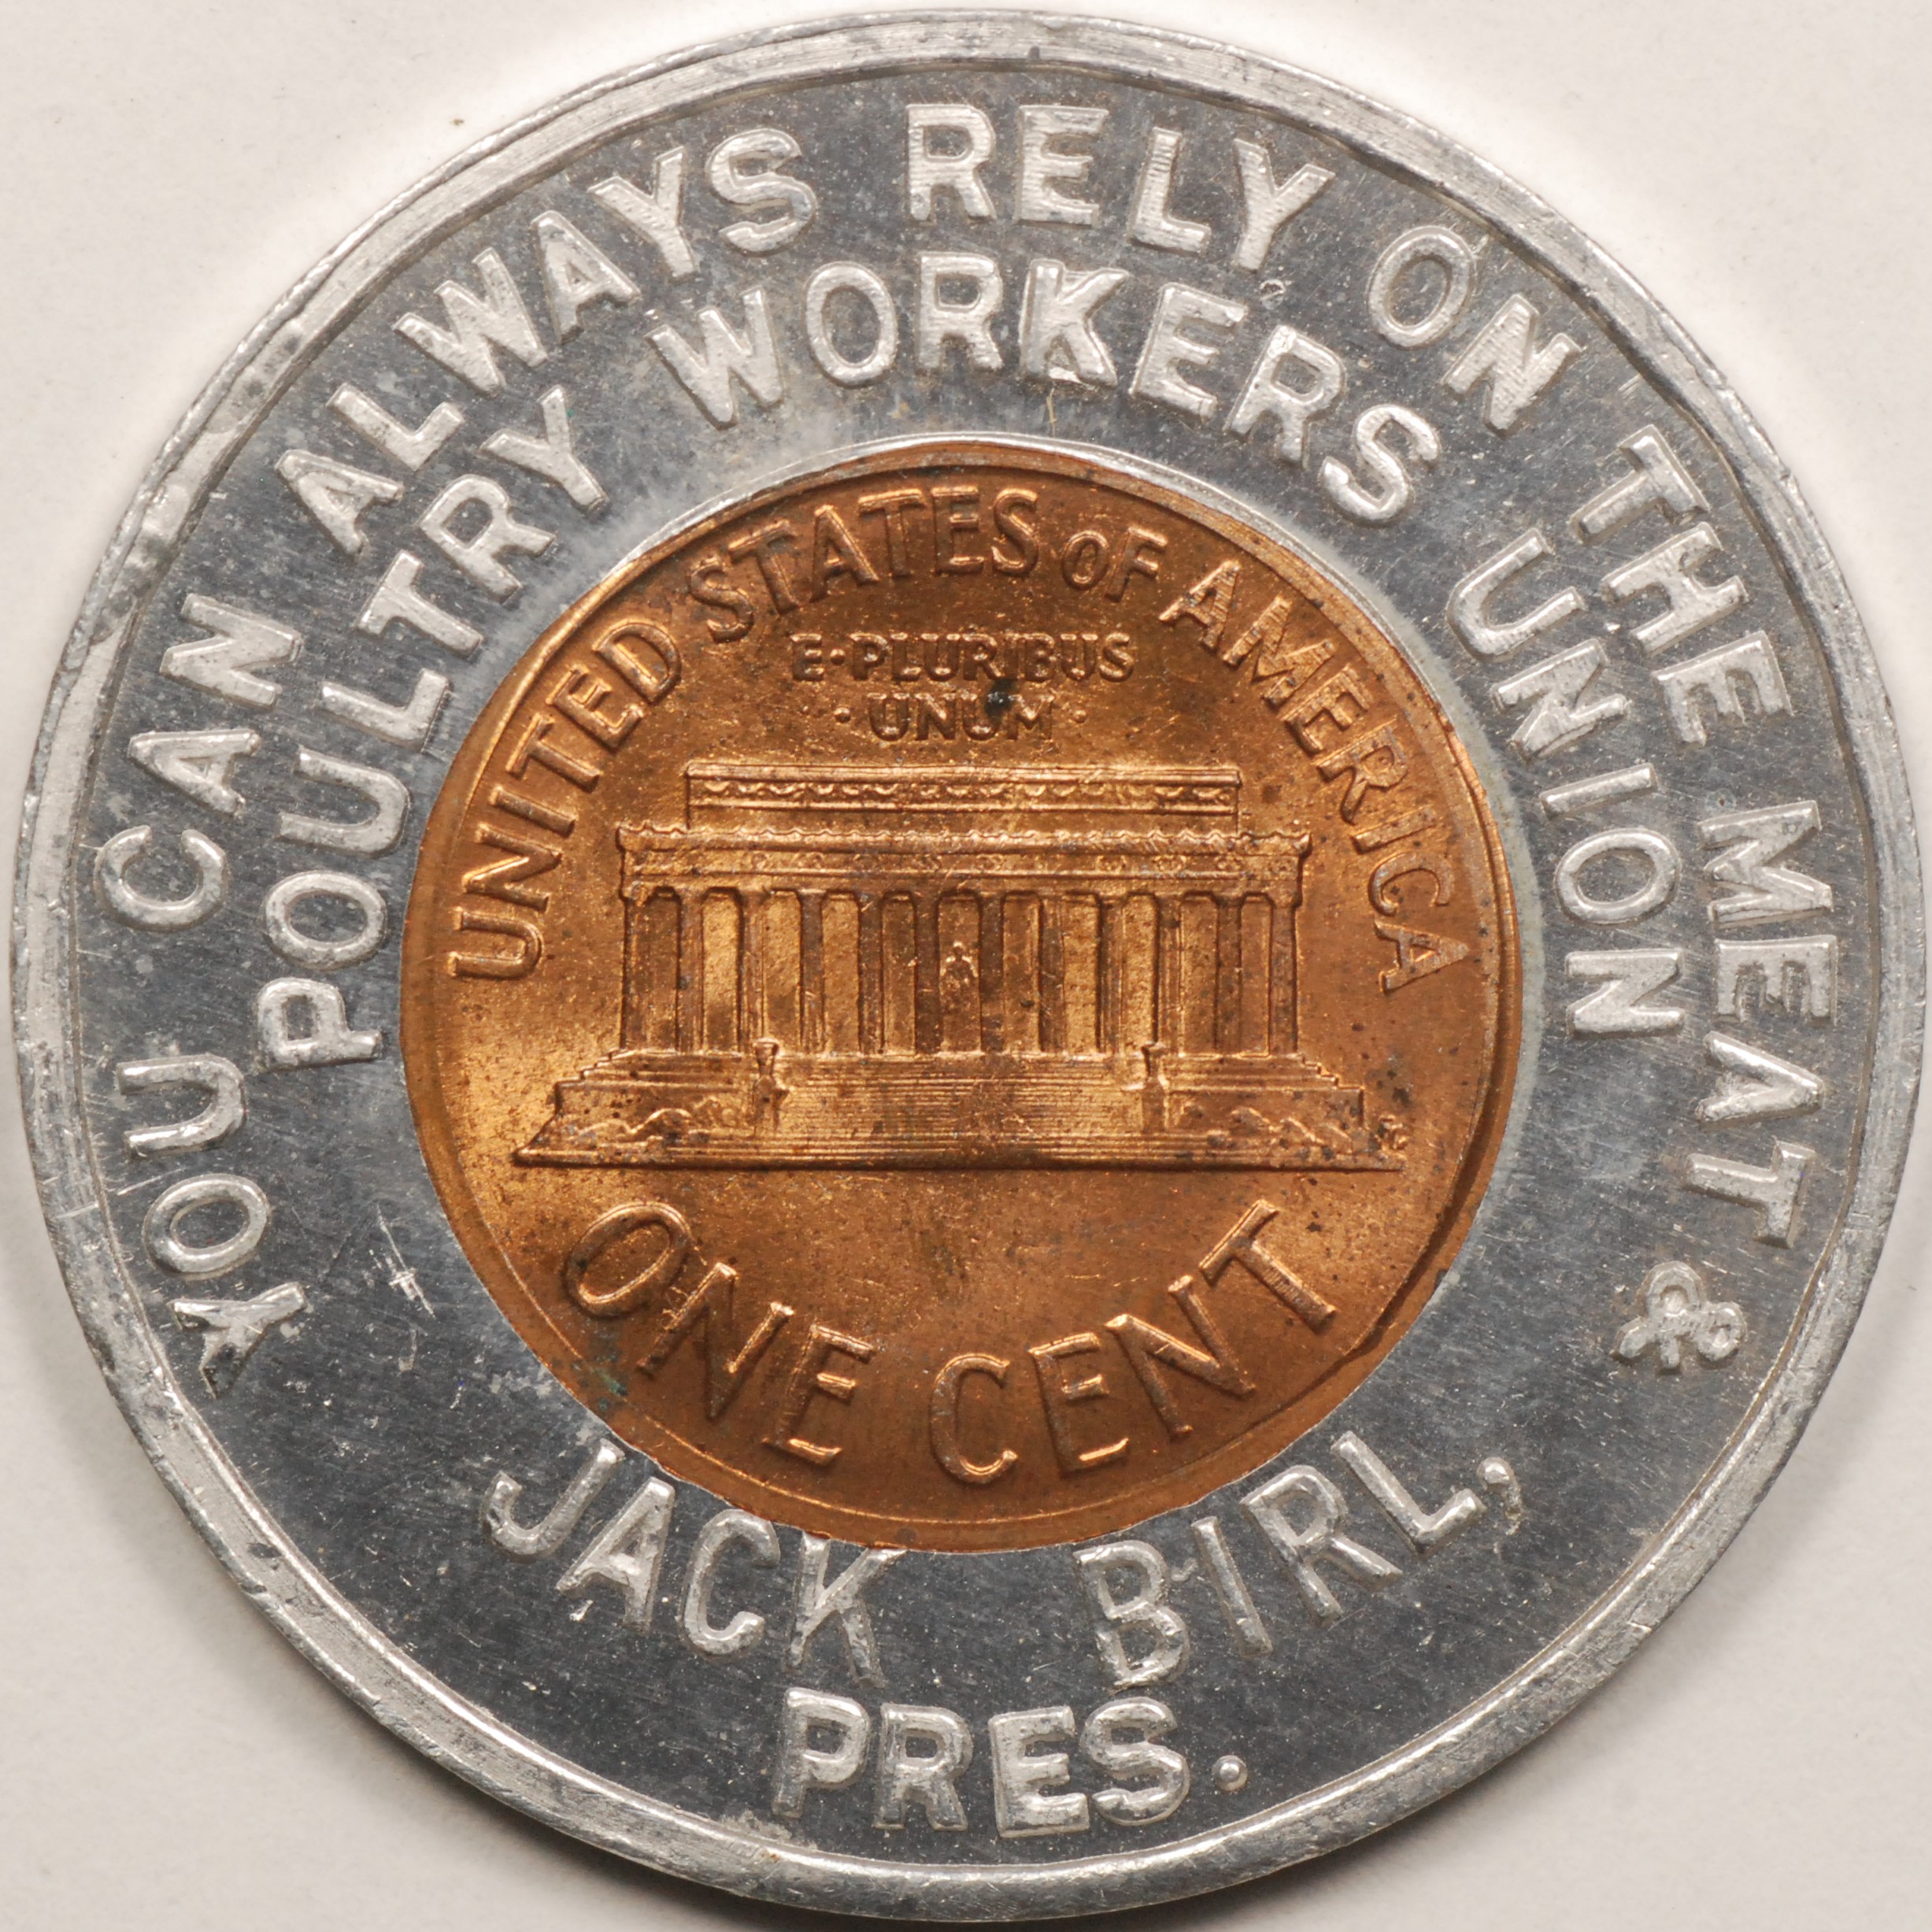 YOU CAN ALWAYS RELY ON THE MEAT &
POULTRY WORKERS UNION
JACK BIRL,
PRES.
UNITED STATES OF AMERICA
E·PLURIBUS
·UNUM·
ONE CENT